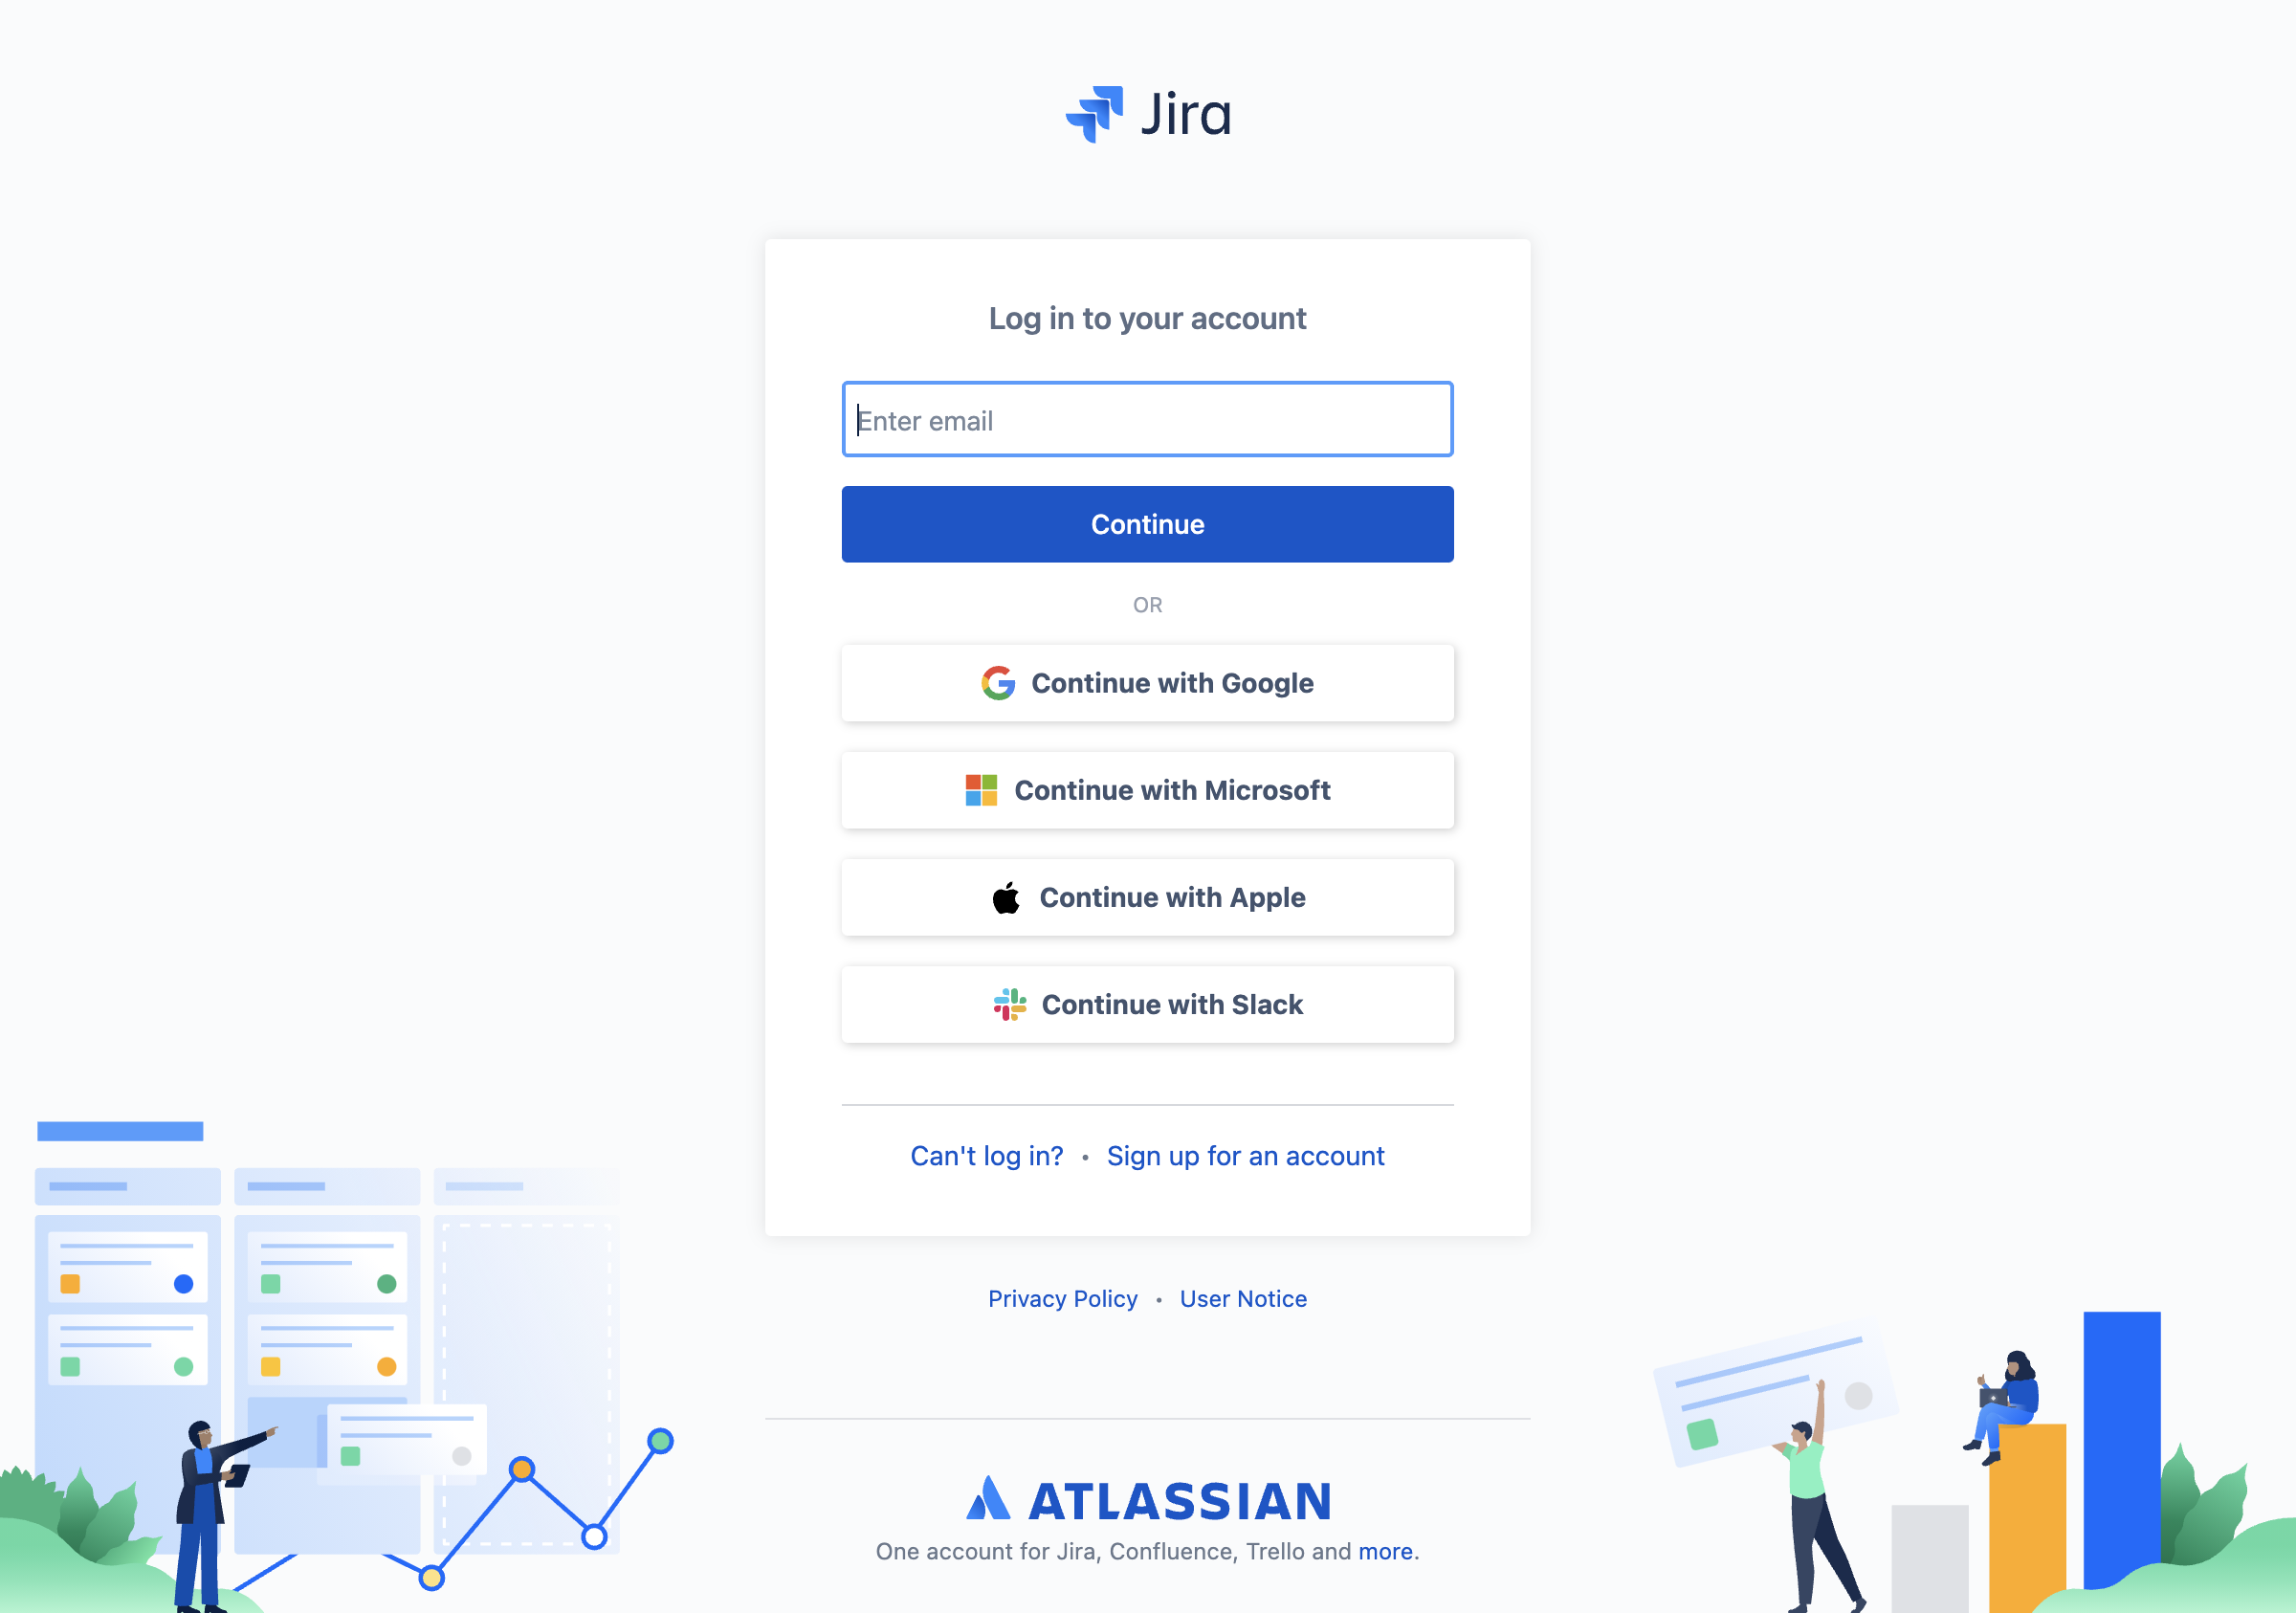 Jira
Log in to your account
Enter email
Continue
OR
Continue with Google
Continue with Microsoft
Continue with Apple
Continue with Slack
Can't log in? • Sign up for an account
Privacy Policy • User Notice
ATLASSIAN
One account for Jira, Confluence, Trello and more.